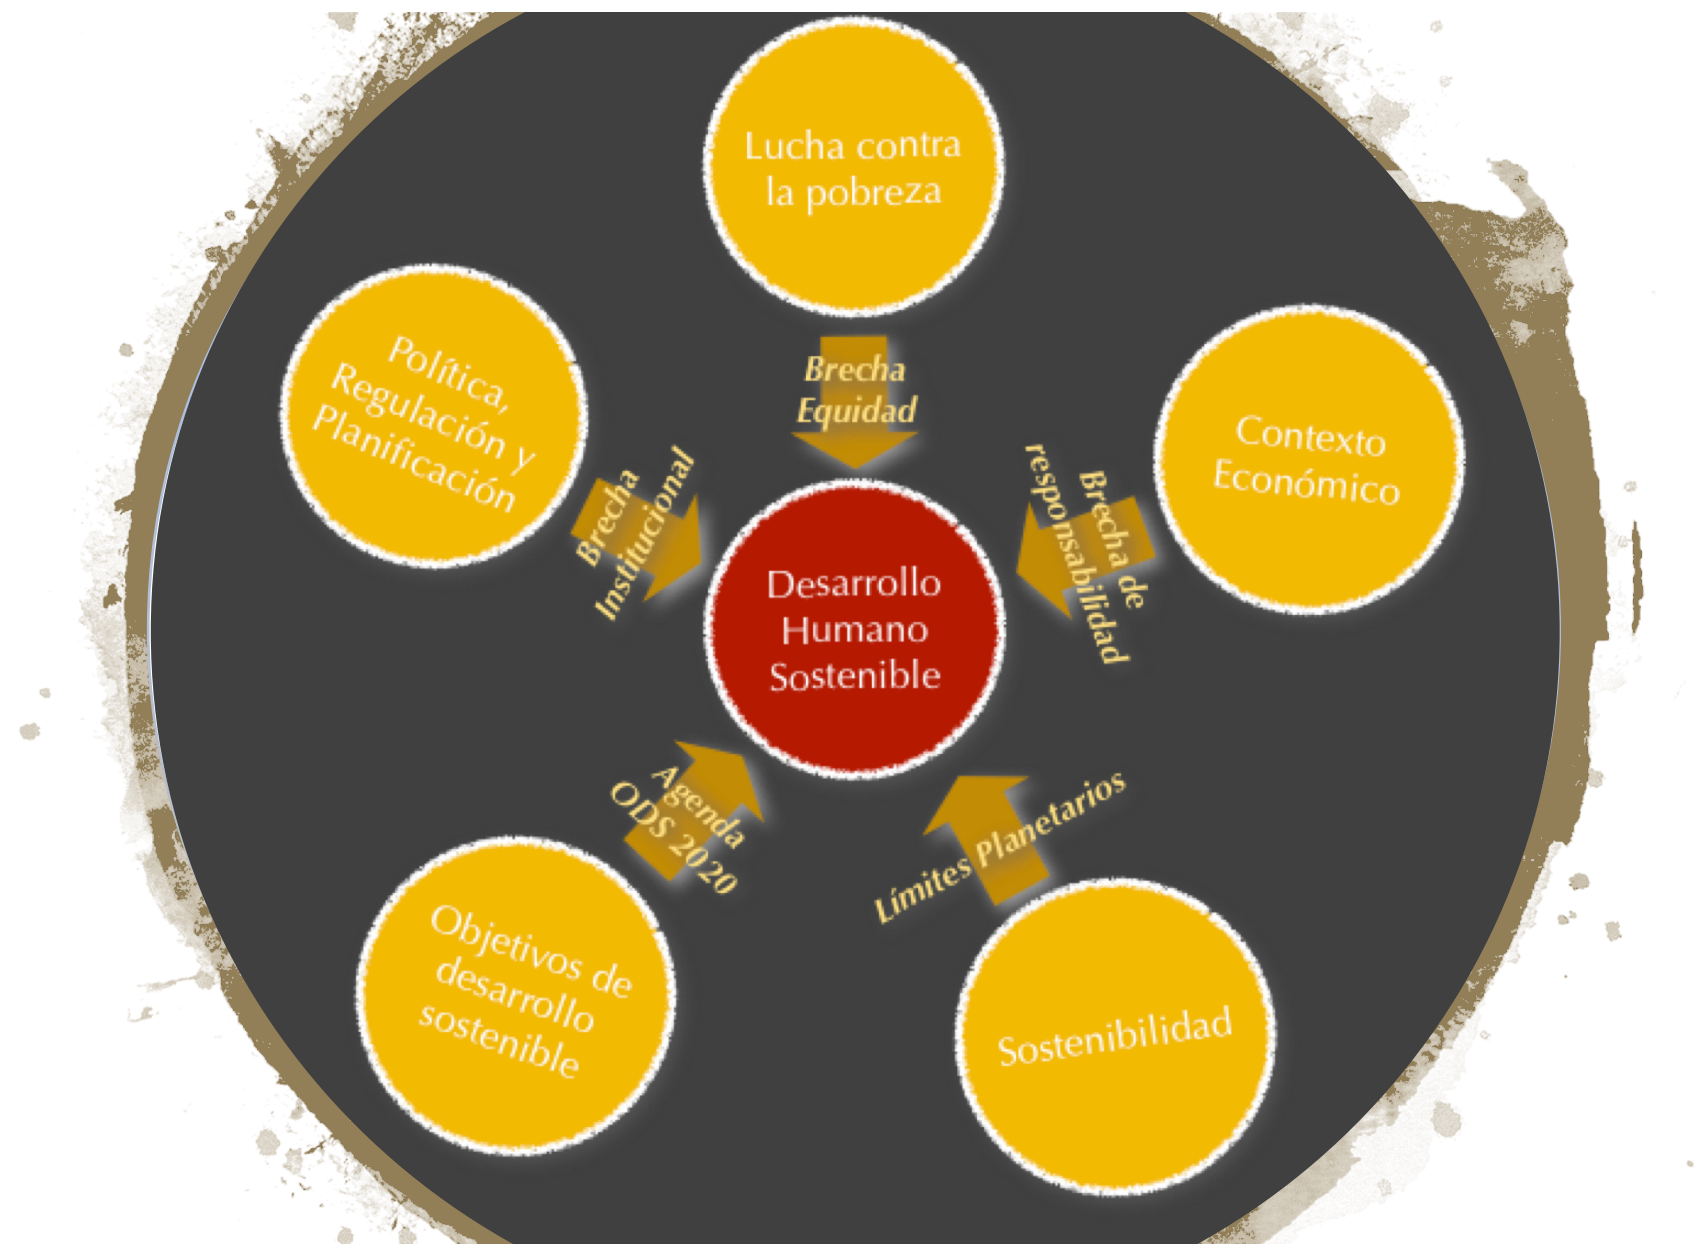 Lucha contra
la pobreza
Brecha
Equidad
Contexto
Económico
Brecha de
responsabilidad
Sostenibilidad
Límites Planetarios
Objetivos de
desarrollo
sostenible
Agenda
ODS 2020
Política,
Regulación y
Planificación
Brecha
Institucional
Desarrollo
Humano
Sostenible